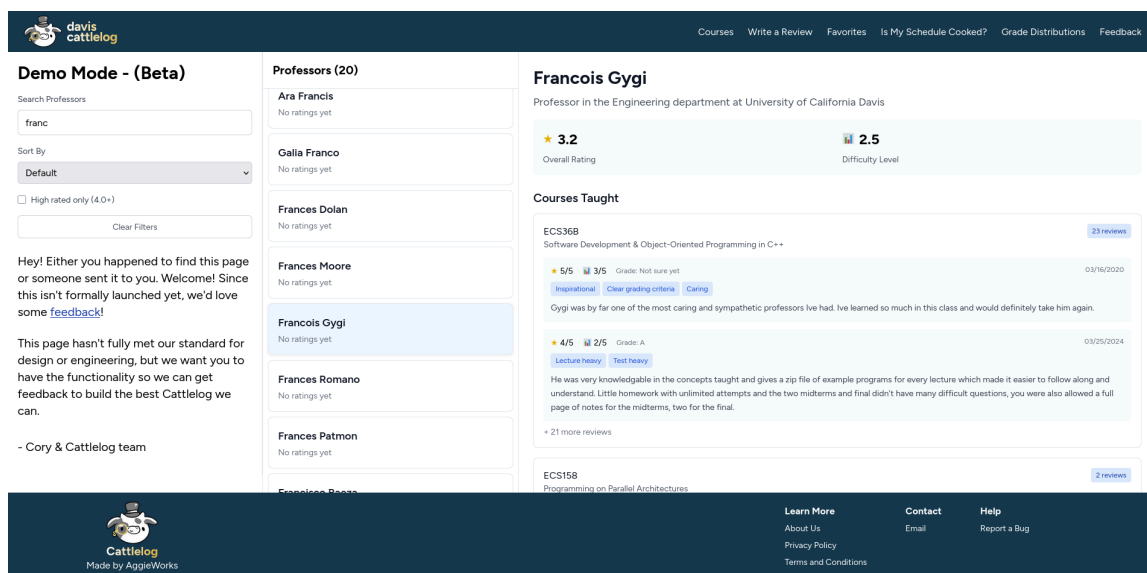 davis
cattlelog
Courses
Write a Review
Favorites
Is My Schedule Cooked?
Grade Distributions
Feedback
Demo Mode - (Beta)
Search Professors
franc
Sort By
Default
High rated only (4.0+)
Clear Filters
Hey! Either you happened to find this page
or someone sent it to you. Welcome! Since
this isn't formally launched yet, we'd love
some feedback!
This page hasn't fully met our standard for
design or engineering, but we want you to
have the functionality so we can get
feedback to build the best Cattlelog we
can.
- Cory & Cattlelog team
Professors (20)
Ara Francis
No ratings yet
Galia Franco
No ratings yet
Frances Dolan
No ratings yet
Frances Moore
No ratings yet
Francois Gygi
No ratings yet
Frances Romano
No ratings yet
Frances Patmon
No ratings yet
Francois Gygi
Professor in the Engineering department at University of California Davis
3.2
Overall Rating
2.5
Difficulty Level
Courses Taught
ECS36B
23 reviews
Software Development & Object-Oriented Programming in C++
5/5 3/5 Grade: Not sure yet
03/16/2020
Inspirational
Clear grading criteria
Caring
Gygi was by far one of the most caring and sympathetic professors Ive had. Ive learned so much in this class and would definitely take him again.
4/5 2/5 Grade: A
03/25/2024
Lecture heavy
Test heavy
He was very knowledgable in the concepts taught and gives a zip file of example programs for every lecture which made it easier to follow along and
understand. Little homework with unlimited attempts and the two midterms and final didn't have many difficult questions, you were also allowed a full
page of notes for the midterms, two for the final.
+ 21 more reviews
ECS158
2 reviews
Programming on Parallel Architectures
Cattlelog
Made by AggieWorks
Learn More
About Us
Privacy Policy
Terms and Conditions
Contact
Email
Help
Report a Bug